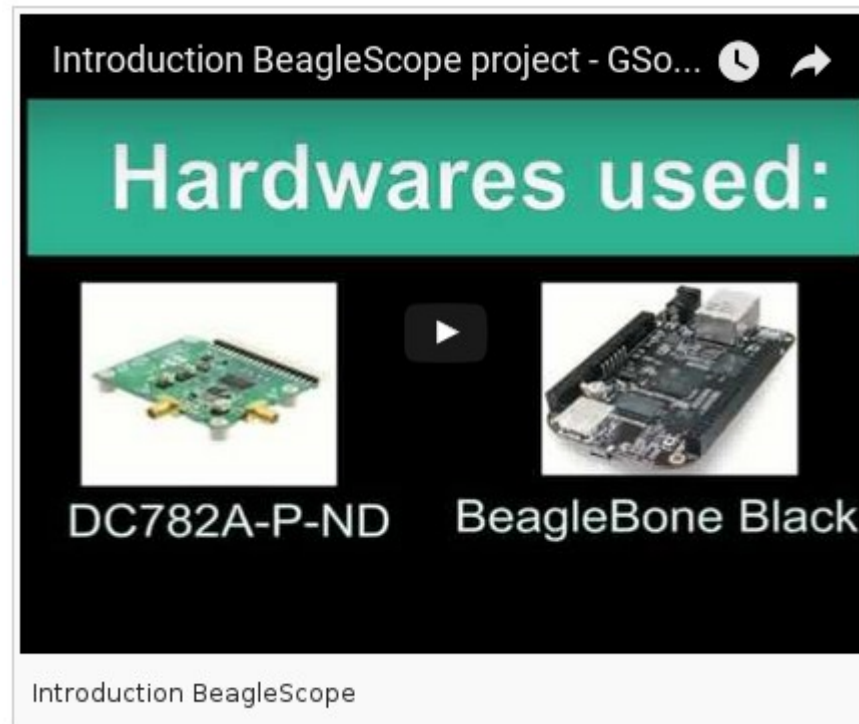 Introduction BeagleScope project - GSo...
Hardwares used:
DC782A-P-ND
BeagleBone Black
Introduction BeagleScope